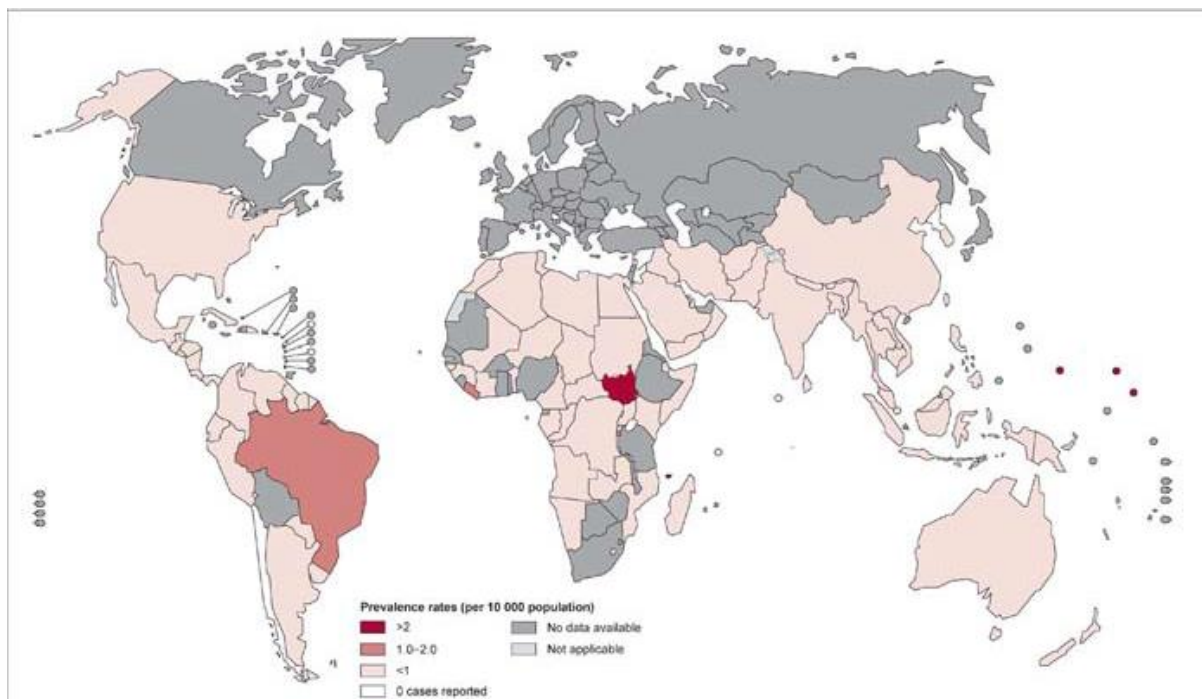 Prevalence rates (per 10 000 population)
>2
1.0–2.0
<1
0 cases reported
No data available
Not applicable